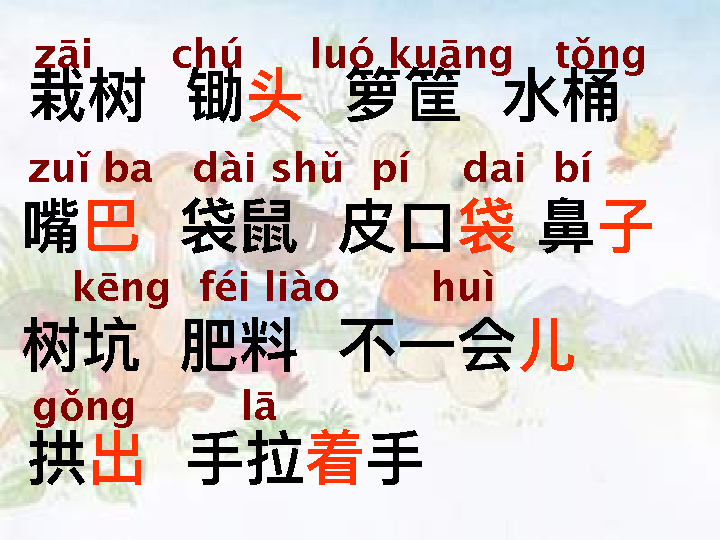 zāi chú luó kuāng tǒng
栽树 锄头 箩筐 水桶
zuǐ ba dài shǔ pí dai bí
嘴巴 袋鼠 皮口袋 鼻子
kēng féi liào huì
树坑 肥料 不一会儿
gǒng lā
拱出 手拉着手